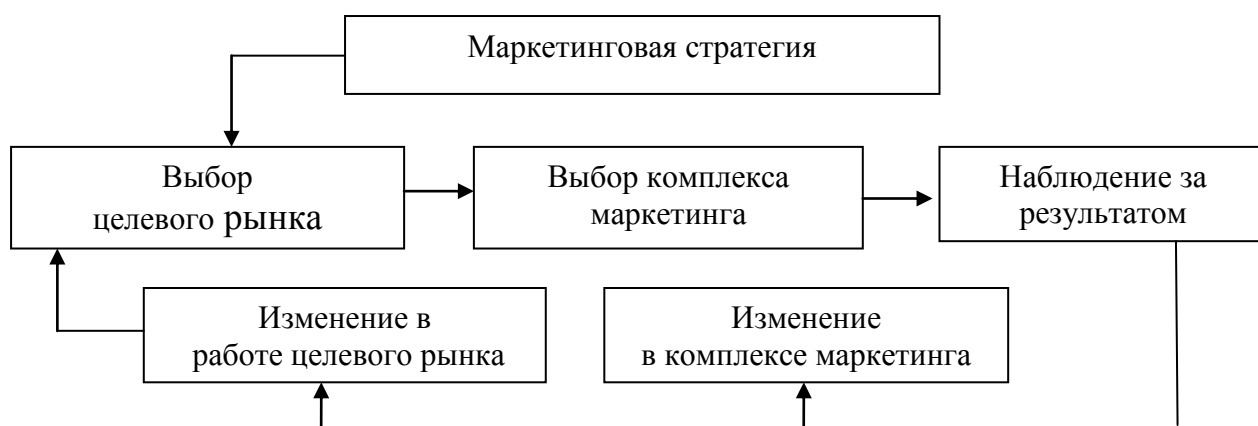 Маркетинговая стратегия
Выбор
целевого рынка
Выбор комплекса
маркетинга
Наблюдение за
результатом
Изменение в
работе целевого рынка
Изменение
в комплексе маркетинга